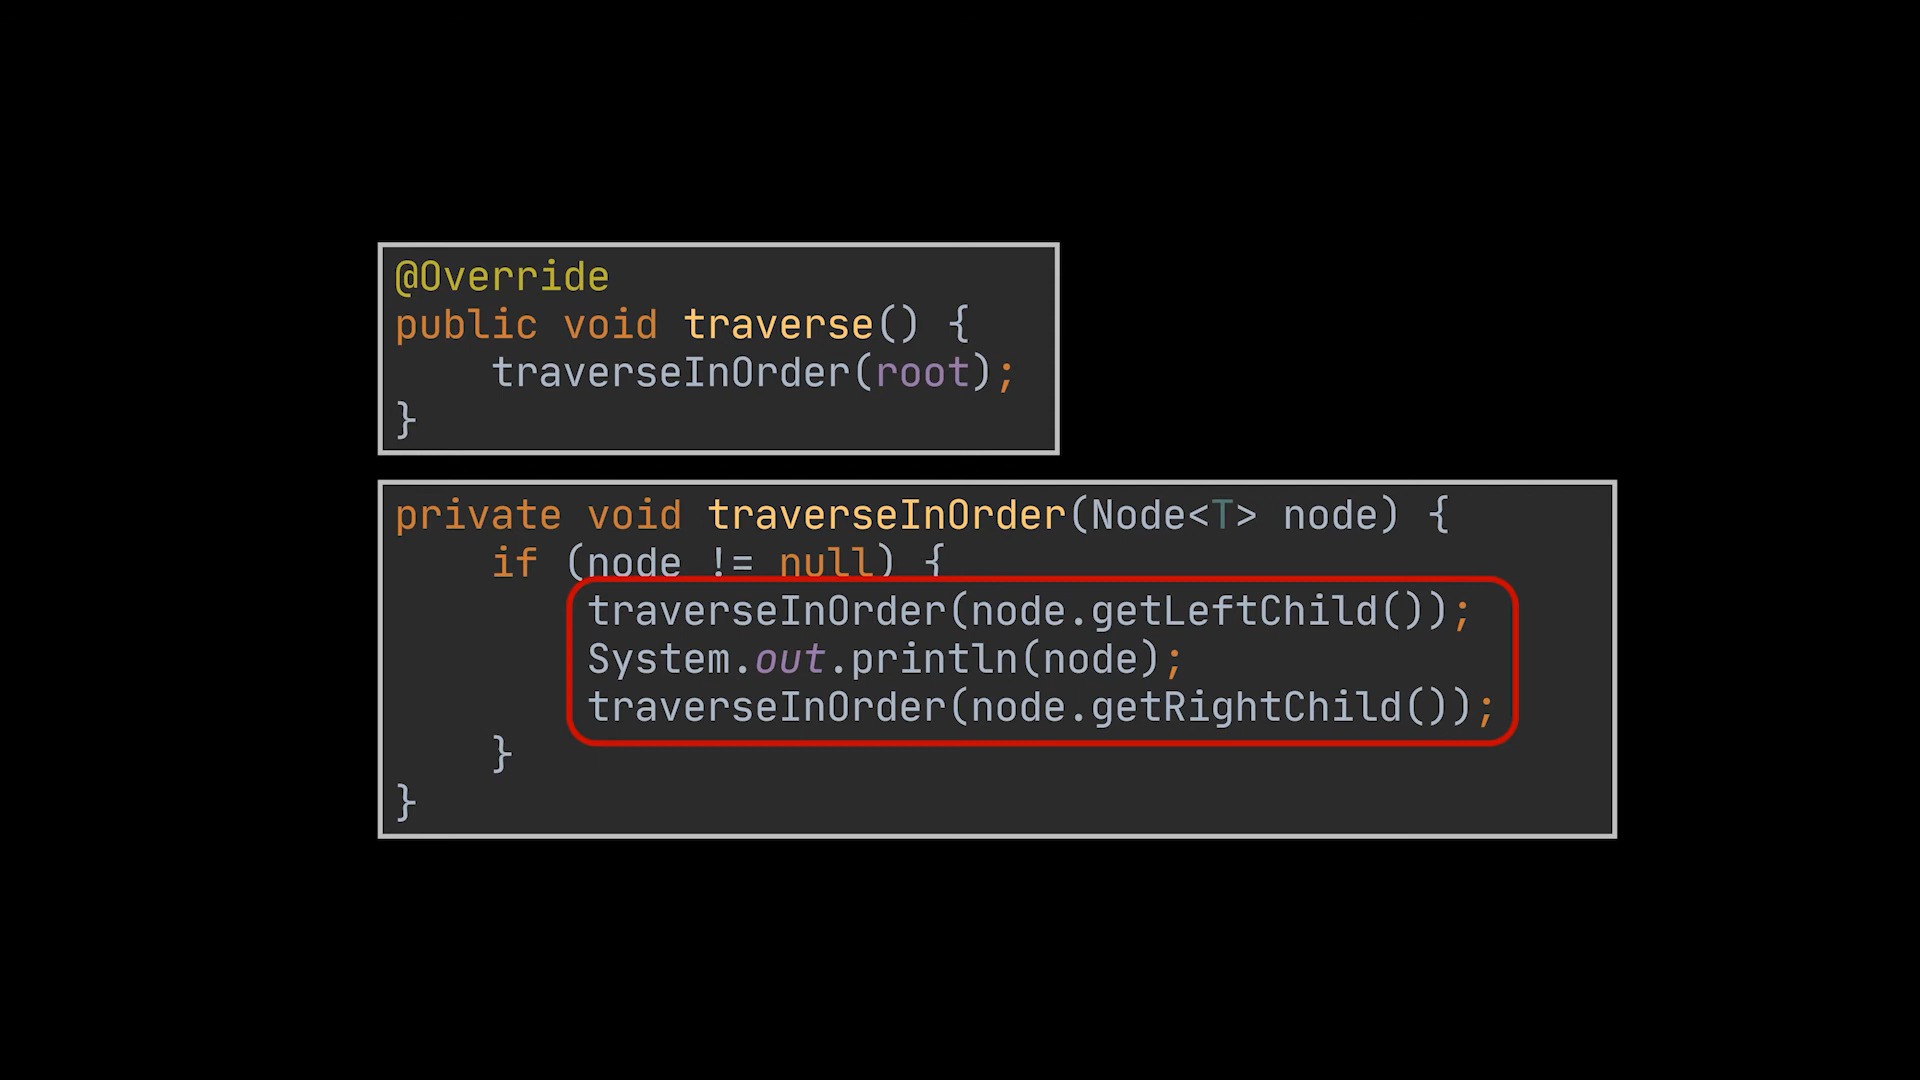 @Override
public void traverse() {
traverseInOrder(root);
}
private void traverseInOrder(Node<T> node) {
if (node != null) {
traverseInOrder(node.getLeftChild());
System.out.println(node);
traverseInOrder(node.getRightChild());
}
}